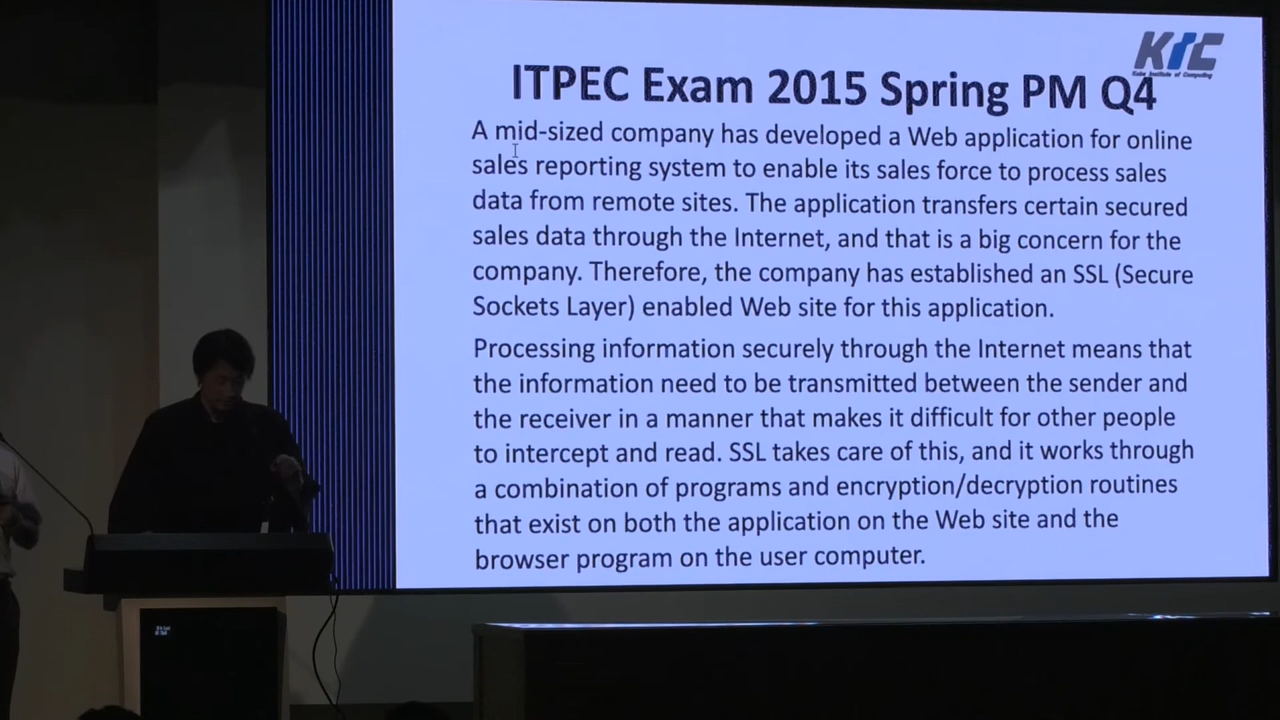 KIC
Kobe Institute of Computing
ITPEC Exam 2015 Spring PM Q4
A mid-sized company has developed a Web application for online
sales reporting system to enable its sales force to process sales
data from remote sites. The application transfers certain secured
sales data through the Internet, and that is a big concern for the
company. Therefore, the company has established an SSL (Secure
Sockets Layer) enabled Web site for this application.
Processing information securely through the Internet means that
the information need to be transmitted between the sender and
the receiver in a manner that makes it difficult for other people
to intercept and read. SSL takes care of this, and it works through
a combination of programs and encryption/decryption routines
that exist on both the application on the Web site and the
browser program on the user computer.